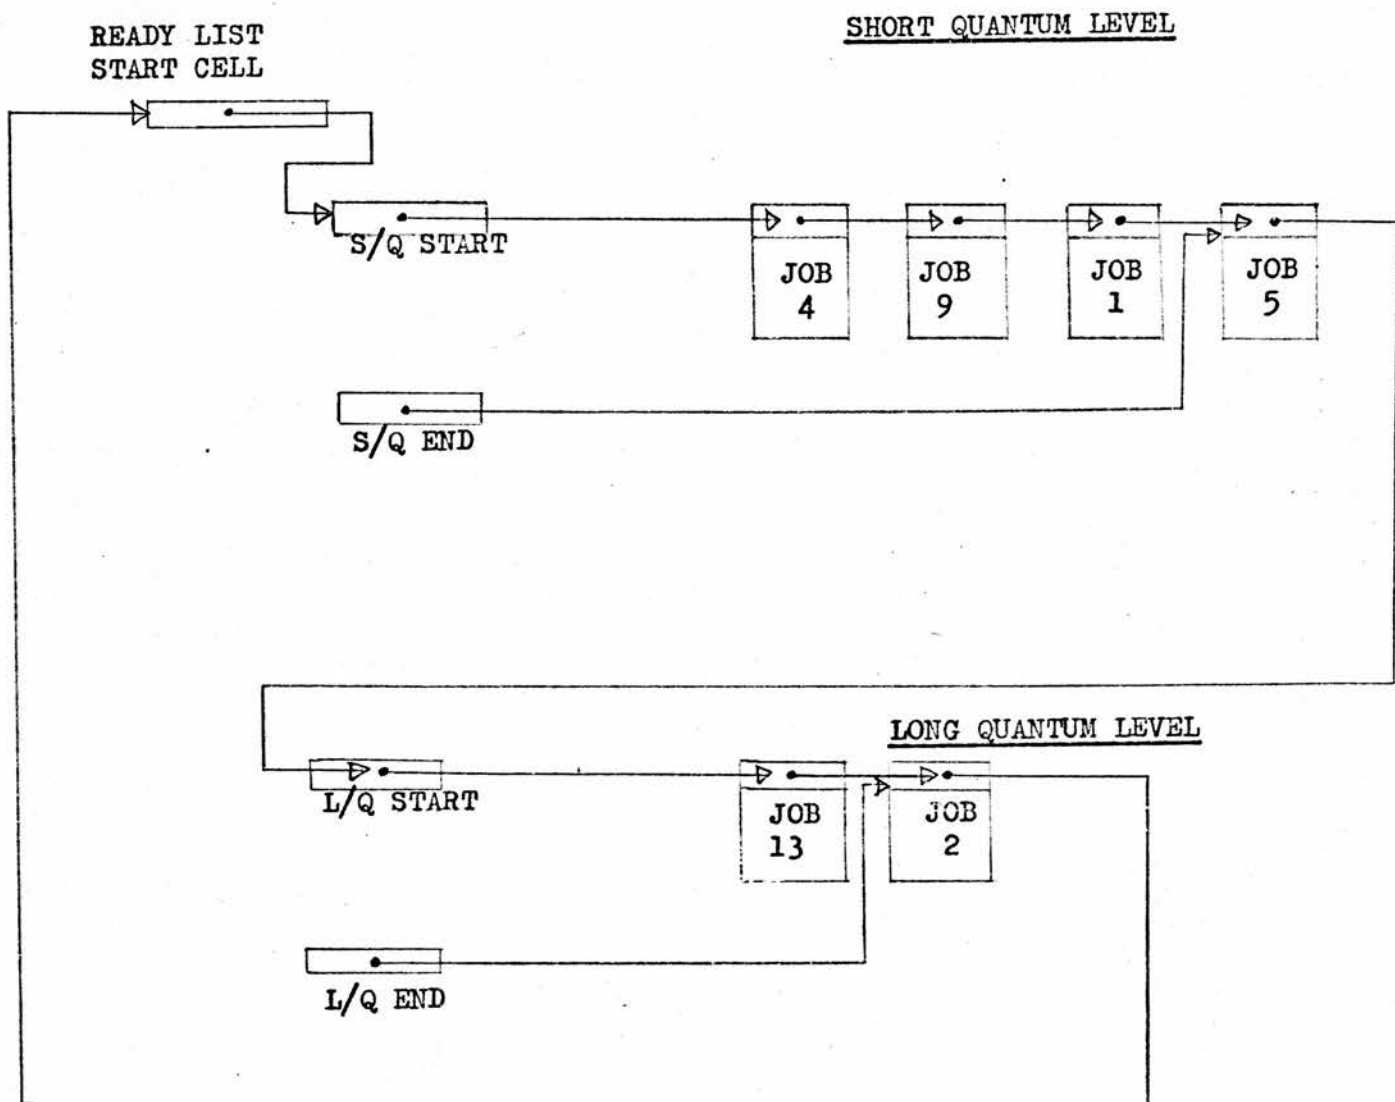 SHORT QUANTUM LEVEL
READY LIST
START CELL
S/Q START
JOB
4
JOB
9
JOB
1
JOB
5
S/Q END
LONG QUANTUM LEVEL
L/Q START
JOB
13
JOB
2
L/Q END